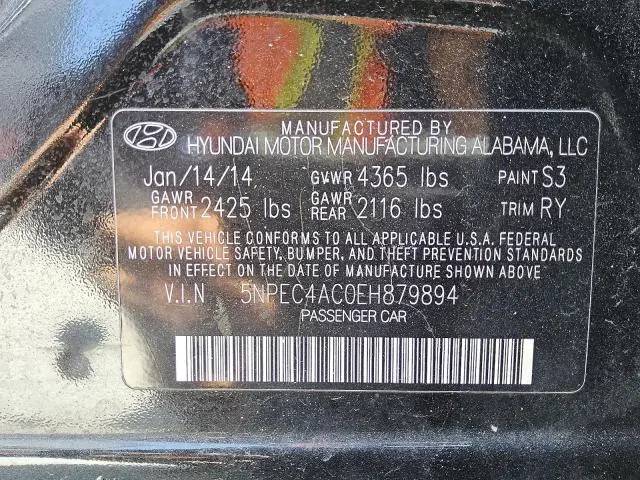 MANUFACTURED BY
HYUNDAI MOTOR MANUFACTURING ALABAMA, LLC
Jan/14/14 GVWR 4365 lbs PAINT S3
GAWR FRONT 2425 lbs GAWR REAR 2116 lbs TRIM RY
THIS VEHICLE CONFORMS TO ALL APPLICABLE U.S.A. FEDERAL
MOTOR VEHICLE SAFETY, BUMPER, AND THEFT PREVENTION STANDARDS
IN EFFECT ON THE DATE OF MANUFACTURE SHOWN ABOVE
V.I.N 5NPEC4AC0EH879894
PASSENGER CAR